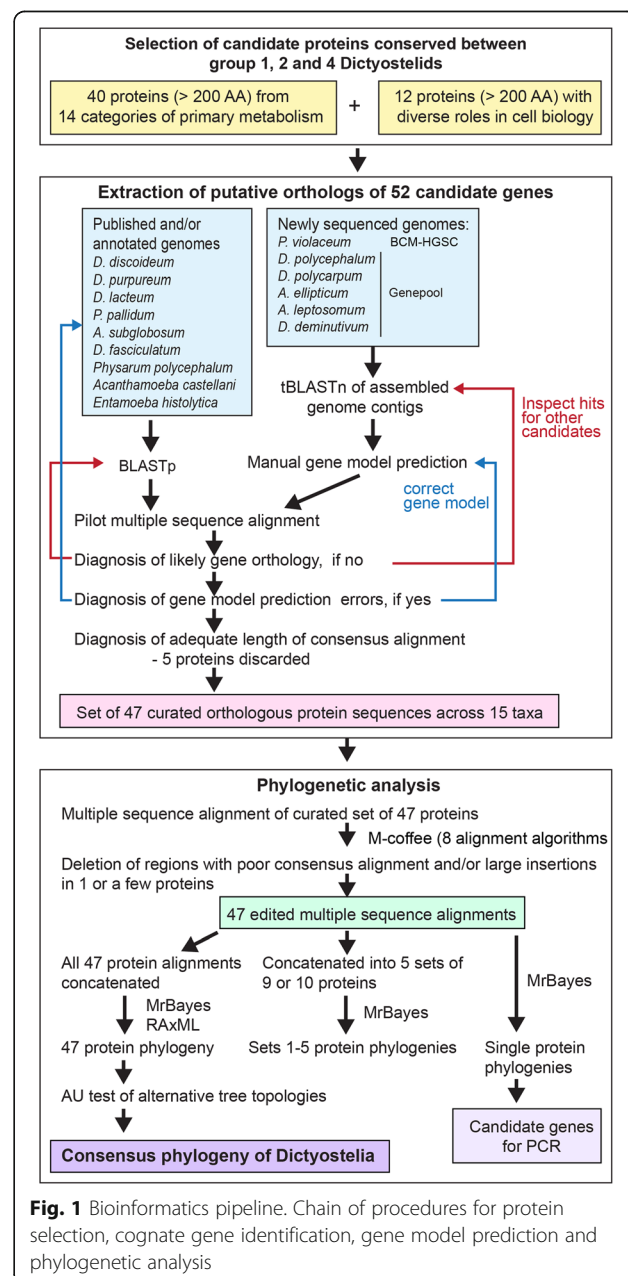 Selection of candidate proteins conserved between
group 1, 2 and 4 Dictyostelids
40 proteins (> 200 AA) from
14 categories of primary metabolism
+
12 proteins (> 200 AA) with
diverse roles in cell biology
Extraction of putative orthologs of 52 candidate genes
Published and/or
annotated genomes
D. discoideum
D. purpureum
D. lacteum
P. pallidum
A. subglobosum
D. fasciculatum
Physarum polycephalum
Acanthamoeba castellani
Entamoeba histolytica
Newly sequenced genomes:
P. violaceum BCM-HGSC
D. polycephalum
D. polycarpum
A. ellipticum
A. leptosomum
D. deminutivum
Genepool
tBLASTn of assembled
genome contigs
Inspect hits
for other
candidates
BLASTp
Manual gene model prediction
correct
gene model
Pilot multiple sequence alignment
Diagnosis of likely gene orthology, if no
Diagnosis of gene model prediction errors, if yes
Diagnosis of adequate length of consensus alignment
- 5 proteins discarded
Set of 47 curated orthologous protein sequences across 15 taxa
Phylogenetic analysis
Multiple sequence alignment of curated set of 47 proteins
M-coffee (8 alignment algorithms
Deletion of regions with poor consensus alignment and/or large insertions
in 1 or a few proteins
47 edited multiple sequence alignments
All 47 protein alignments
concatenated
MrBayes
RAxML
47 protein phylogeny
AU test of alternative tree topologies
Consensus phylogeny of Dictyostelia
Concatenated into 5 sets of
9 or 10 proteins
MrBayes
Sets 1-5 protein phylogenies
MrBayes
Single protein
phylogenies
Candidate genes
for PCR
Fig. 1 Bioinformatics pipeline. Chain of procedures for protein
selection, cognate gene identification, gene model prediction and
phylogenetic analysis